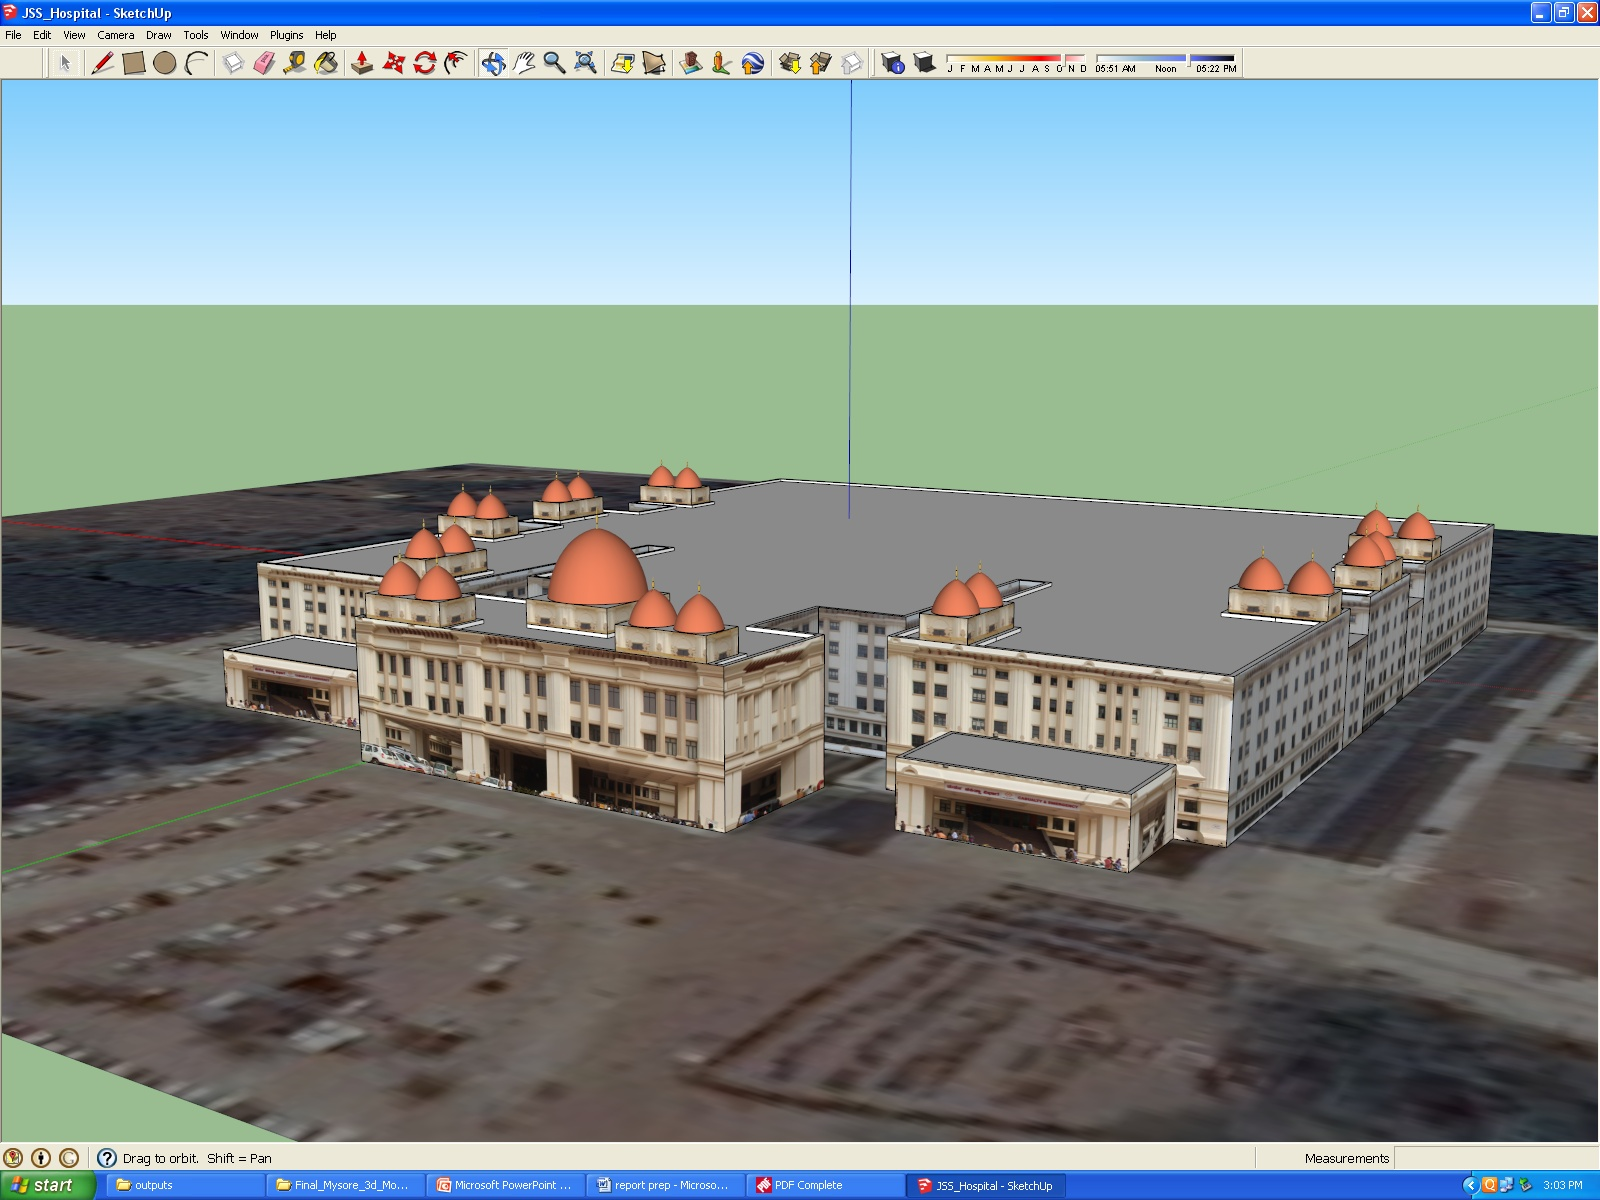 JSS_Hospital - SketchUp
File Edit View Camera Draw Tools Window Plugins Help
J F M A M J J A S O N D 05:51 AM Noon 05:22 PM
CASUALTY & EMERGENCY
Drag to orbit. Shift = Pan
Measurements
start outputs Final_Mysore_3d_Mo... Microsoft PowerPoint ... report prep - Microso... PDF Complete JSS_Hospital - SketchUp 3:03 PM